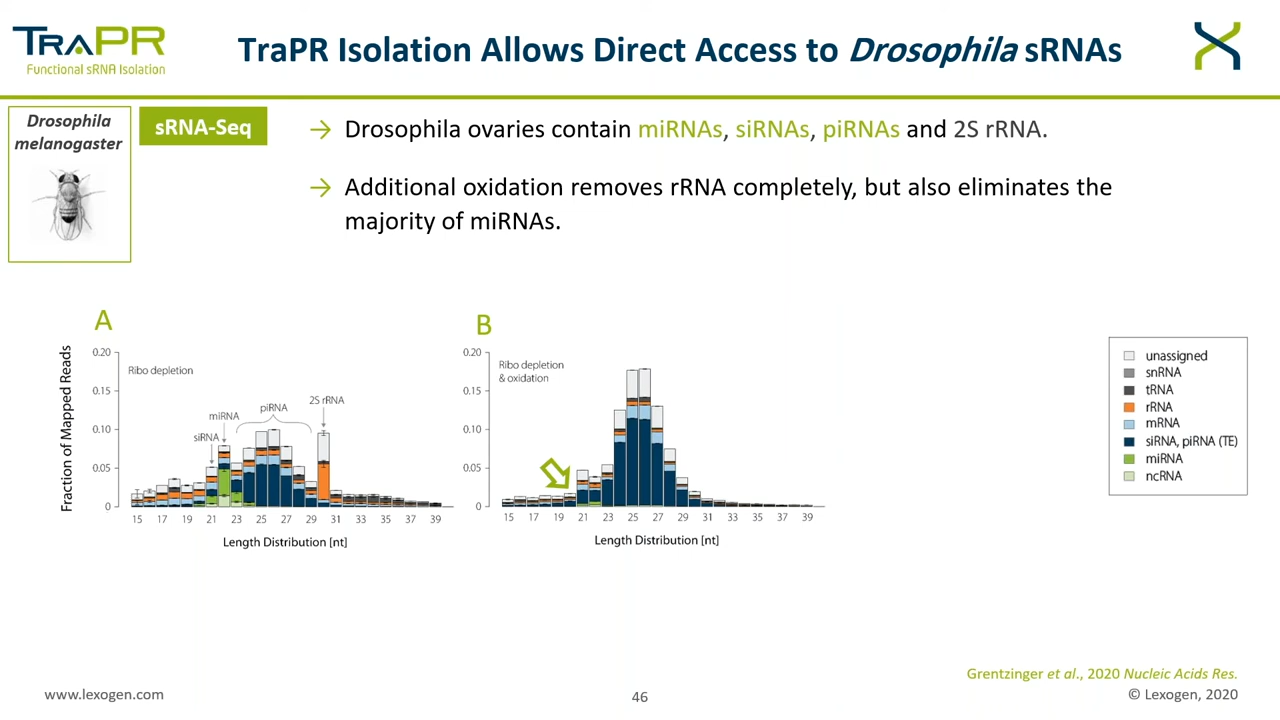 TRAPR
Functional sRNA Isolation
TraPR Isolation Allows Direct Access to Drosophila sRNAs
Drosophila
melanogaster
sRNA-Seq
→ Drosophila ovaries contain miRNAs, siRNAs, piRNAs and 2S rRNA.
→ Additional oxidation removes rRNA completely, but also eliminates the
majority of miRNAs.
A
Fraction of Mapped Reads
0.20
0.15
0.10
0.05
0
Ribo depletion
siRNA
miRNA
piRNA
2S rRNA
15 17 19 21 23 25 27 29 31 33 35 37 39
Length Distribution [nt]
B
0.20
0.15
0.10
0.05
0
Ribo depletion
& oxidation
15 17 19 21 23 25 27 29 31 33 35 37 39
Length Distribution [nt]
unassigned
snRNA
tRNA
rRNA
mRNA
siRNA, piRNA (TE)
miRNA
ncRNA
Grentzinger et al., 2020 Nucleic Acids Res.
www.lexogen.com
46
© Lexogen, 2020